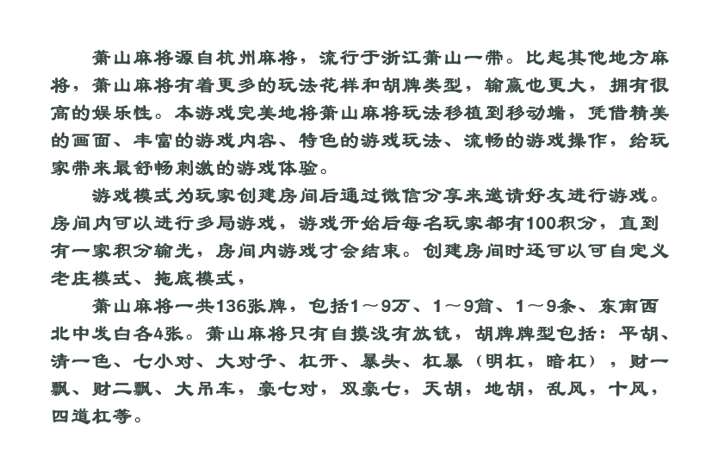 萧山麻将源自杭州麻将，流行于浙江萧山一带。比起其他地方麻
将，萧山麻将有着更多的玩法花样和胡牌类型，输赢也更大，拥有很
高的娱乐性。本游戏完美地将萧山麻将玩法移植到移动端，凭借精美
的画面、丰富的游戏内容、特色的游戏玩法、流畅的游戏操作，给玩
家带来最舒畅刺激的游戏体验。
游戏模式为玩家创建房间后通过微信分享来邀请好友进行游戏。
房间内可以进行多局游戏，游戏开始后每名玩家都有100积分，直到
有一家积分输光，房间内游戏才会结束。创建房间时还可以可自定义
老庄模式、拖底模式，
萧山麻将一共136张牌，包括1～9万、1～9筒、1～9条、东南西
北中发白各4张。萧山麻将只有自摸没有放铳，胡牌牌型包括：平胡、
清一色、七小对、大对子、杠开、暴头、杠暴（明杠，暗杠），财一
飘、财二飘、大吊车，豪七对，双豪七，天胡，地胡，乱风，十风，
四道杠等。